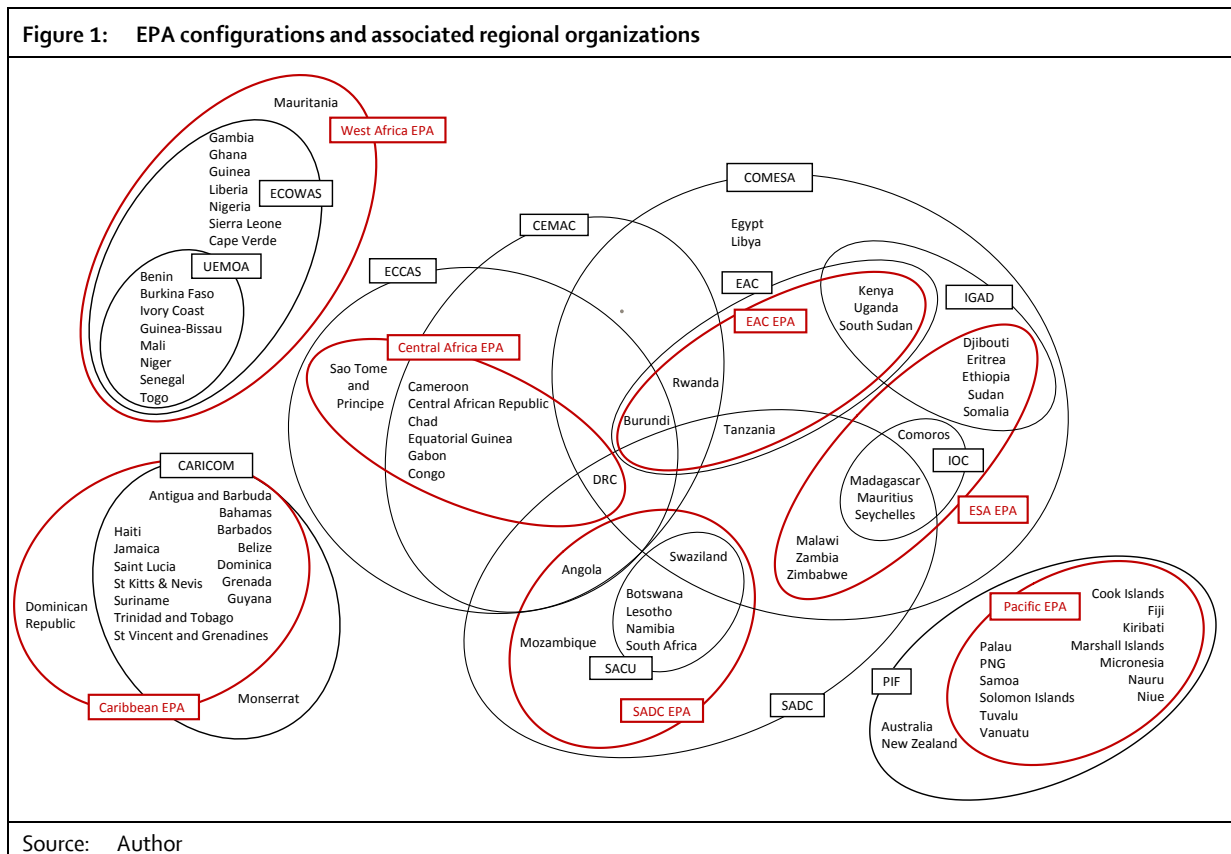 Figure 1: EPA configurations and associated regional organizations
Mauritania
West Africa EPA
Gambia
Ghana
Guinea
Liberia
Nigeria
Sierra Leone
Cape Verde
ECOWAS
UEMOA
Benin
Burkina Faso
Ivory Coast
Guinea-Bissau
Mali
Niger
Senegal
Togo
COMESA
Egypt
Libya
CEMAC
ECCAS
EAC
EAC EPA
Kenya
Uganda
South Sudan
IGAD
Djibouti
Eritrea
Ethiopia
Sudan
Somalia
Central Africa EPA
Sao Tome
and
Principe
Cameroon
Central African Republic
Chad
Equatorial Guinea
Gabon
Congo
Rwanda
Burundi
Tanzania
DRC
Comoros
IOC
Madagascar
Mauritius
Seychelles
ESA EPA
Malawi
Zambia
Zimbabwe
CARICOM
Antigua and Barbuda
Bahamas
Barbados
Belize
Dominica
Grenada
Guyana
Haiti
Jamaica
Saint Lucia
St Kitts & Nevis
Suriname
Trinidad and Tobago
St Vincent and Grenadines
Dominican
Republic
Caribbean EPA
Monserrat
Angola
Swaziland
Botswana
Lesotho
Namibia
South Africa
Mozambique
SACU
SADC EPA
SADC
Pacific EPA
Cook Islands
Fiji
Kiribati
Marshall Islands
Micronesia
Nauru
Niue
Palau
PNG
Samoa
Solomon Islands
Tuvalu
Vanuatu
PIF
Australia
New Zealand
Source: Author